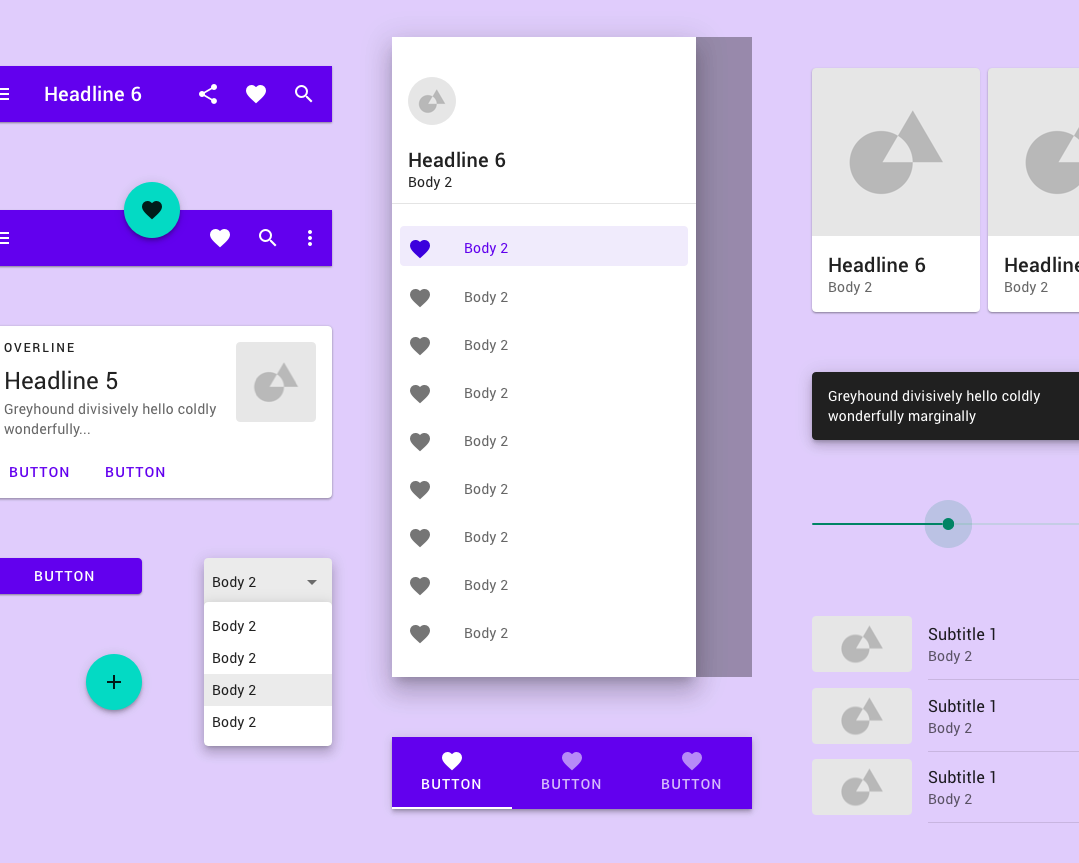 Headline 6
OVERLINE
Headline 5
Greyhound divisively hello coldly
wonderfully...
BUTTON BUTTON
BUTTON
Body 2
Body 2
Body 2
Body 2
Body 2
Headline 6
Body 2
Body 2
Body 2
Body 2
Body 2
Body 2
Body 2
Body 2
Body 2
Body 2
BUTTON BUTTON BUTTON
Headline 6
Body 2
Headline
Body 2
Greyhound divisively hello coldly
wonderfully marginally
Subtitle 1
Body 2
Subtitle 1
Body 2
Subtitle 1
Body 2